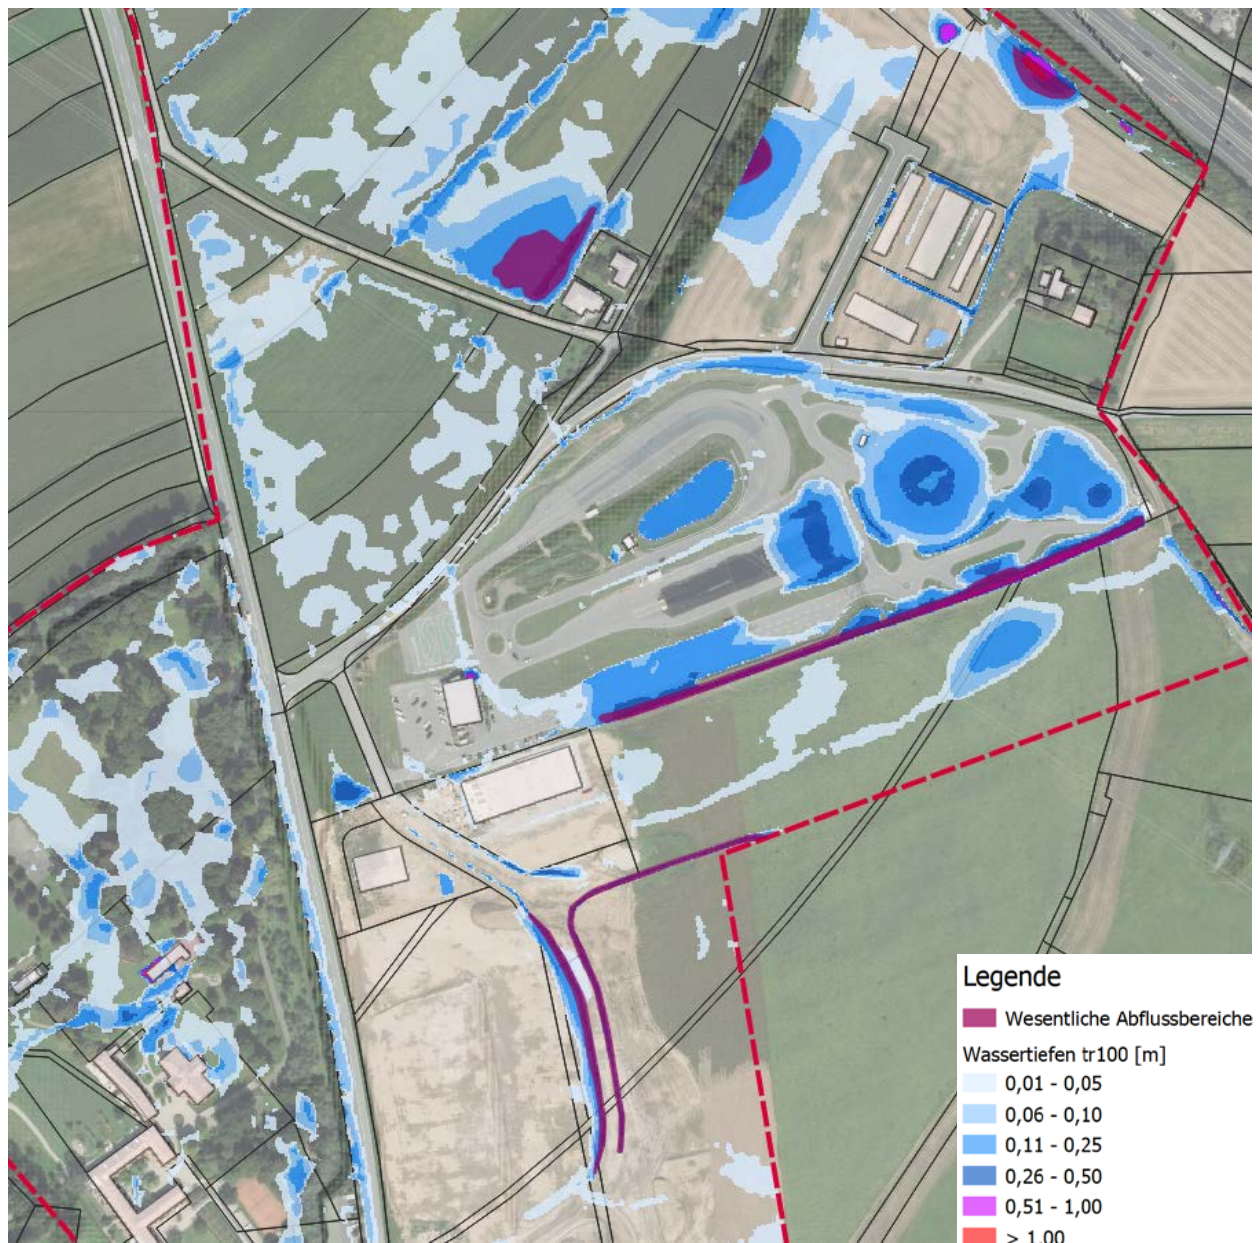 Legende
Wesentliche Abflussbereiche
Wassertiefen tr100 [m]
0,01 - 0,05
0,06 - 0,10
0,11 - 0,25
0,26 - 0,50
0,51 - 1,00
> 1,00